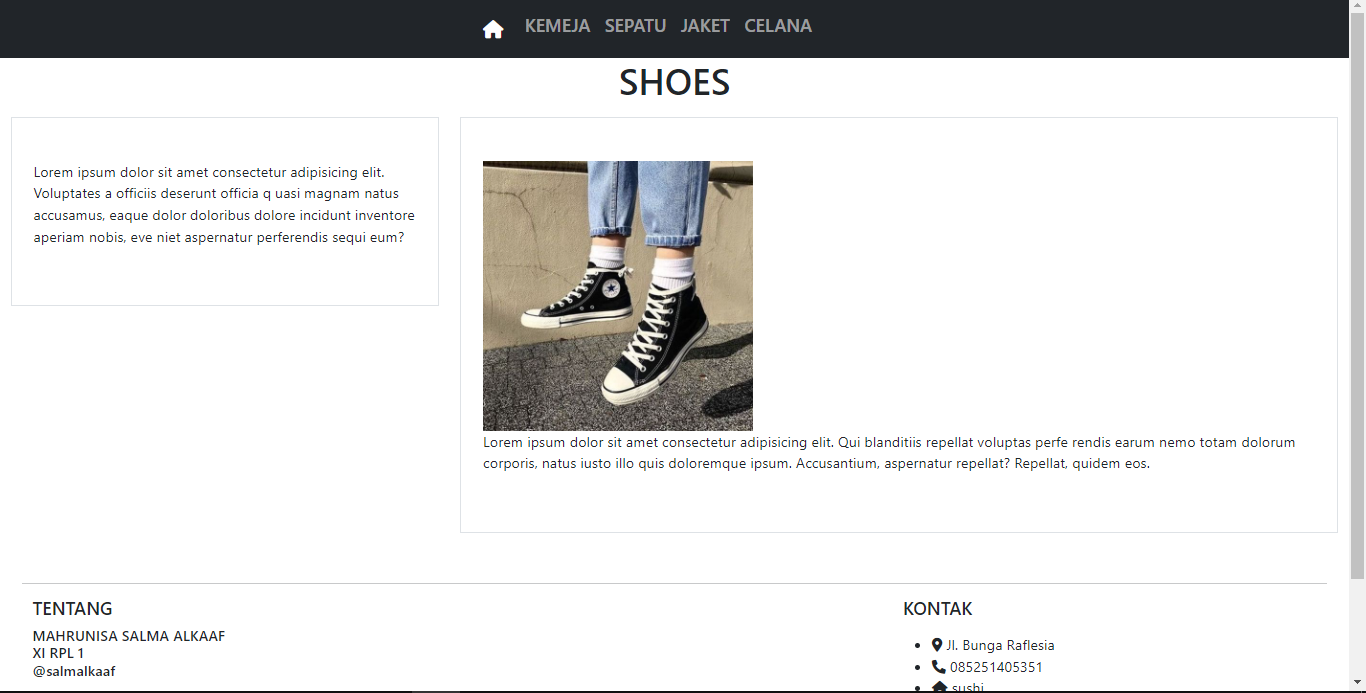 KEMEJA SEPATU JAKET CELANA
SHOES
Lorem ipsum dolor sit amet consectetur adipisicing elit.
Voluptates a officiis deserunt officia q uasi magnam natus
accusamus, eaque dolor doloribus dolore incidunt inventore
aperiam nobis, eve niet aspernatur perferendis sequi eum?
Lorem ipsum dolor sit amet consectetur adipisicing elit. Qui blanditiis repellat voluptas perfe rendis earum nemo totam dolorum
corporis, natus iusto illo quis doloremque ipsum. Accusantium, aspernatur repellat? Repellat, quidem eos.
TENTANG
MAHRUNISA SALMA ALKAAF
XI RPL 1
@salmalkaaf
KONTAK
Jl. Bunga Raflesia
085251405351
sushi